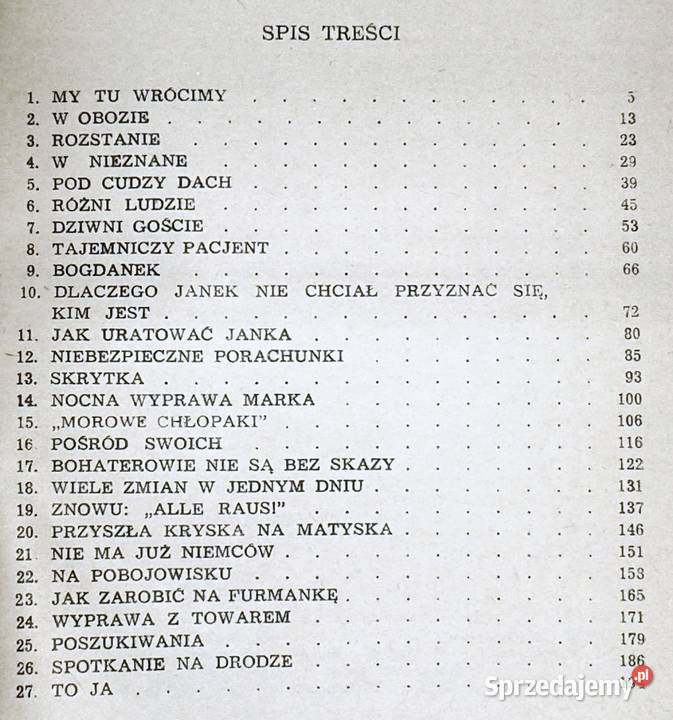 SPIS TREŚCI
1. MY TU WRÓCIMY . . . . . . . . . . 5
2. W OBOZIE . . . . . . . . . . . . 13
3. ROZSTANIE . . . . . . . . . . . 23
4. W NIEZNANE . . . . . . . . . . . 29
5. POD CUDZY DACH . . . . . . . . . . 39
6. RÓŻNI LUDZIE . . . . . . . . . . . 45
7. DZIWNI GOŚCIE . . . . . . . . . . . 53
8. TAJEMNICZY PACJENT . . . . . . . . . 60
9. BOGDANEK . . . . . . . . . . . 66
10. DLACZEGO JANEK NIE CHCIAŁ PRZYZNAĆ SIĘ,
KIM JEST . . . . . . . . . . . . 72
11. JAK URATOWAĆ JANKA . . . . . . . . 80
12. NIEBEZPIECZNE PORACHUNKI . . . . . . . 85
13. SKRYTKA . . . . . . . . . . . . 93
14. NOCNA WYPRAWA MARKA . . . . . . . 100
15. „MOROWE CHŁOPAKI” . . . . . . . . . 106
16. POŚRÓD SWOICH . . . . . . . . . 116
17. BOHATEROWIE NIE SĄ BEZ SKAZY . . . . . 122
18. WIELE ZMIAN W JEDNYM DNIU . . . . . . 131
19. ZNOWU: „ALLE RAUS!” . . . . . . . . 137
20. PRZYSZŁA KRYSKA NA MATYSKA . . . . . 146
21. NIE MA JUŻ NIEMCÓW . . . . . . . . . 151
22. NA POBOJOWISKU . . . . . . . . . . 153
23. JAK ZAROBIĆ NA FURMANKĘ . . . . . . . 165
24. WYPRAWA Z TOWAREM . . . . . . . . 171
25. POSZUKIWANIA . . . . . . . . . . . 179
26. SPOTKANIE NA DRODZE . . . . . . . . 186
27. TO JA . . . . . . . . . . . .
Sprzedajemy.pl